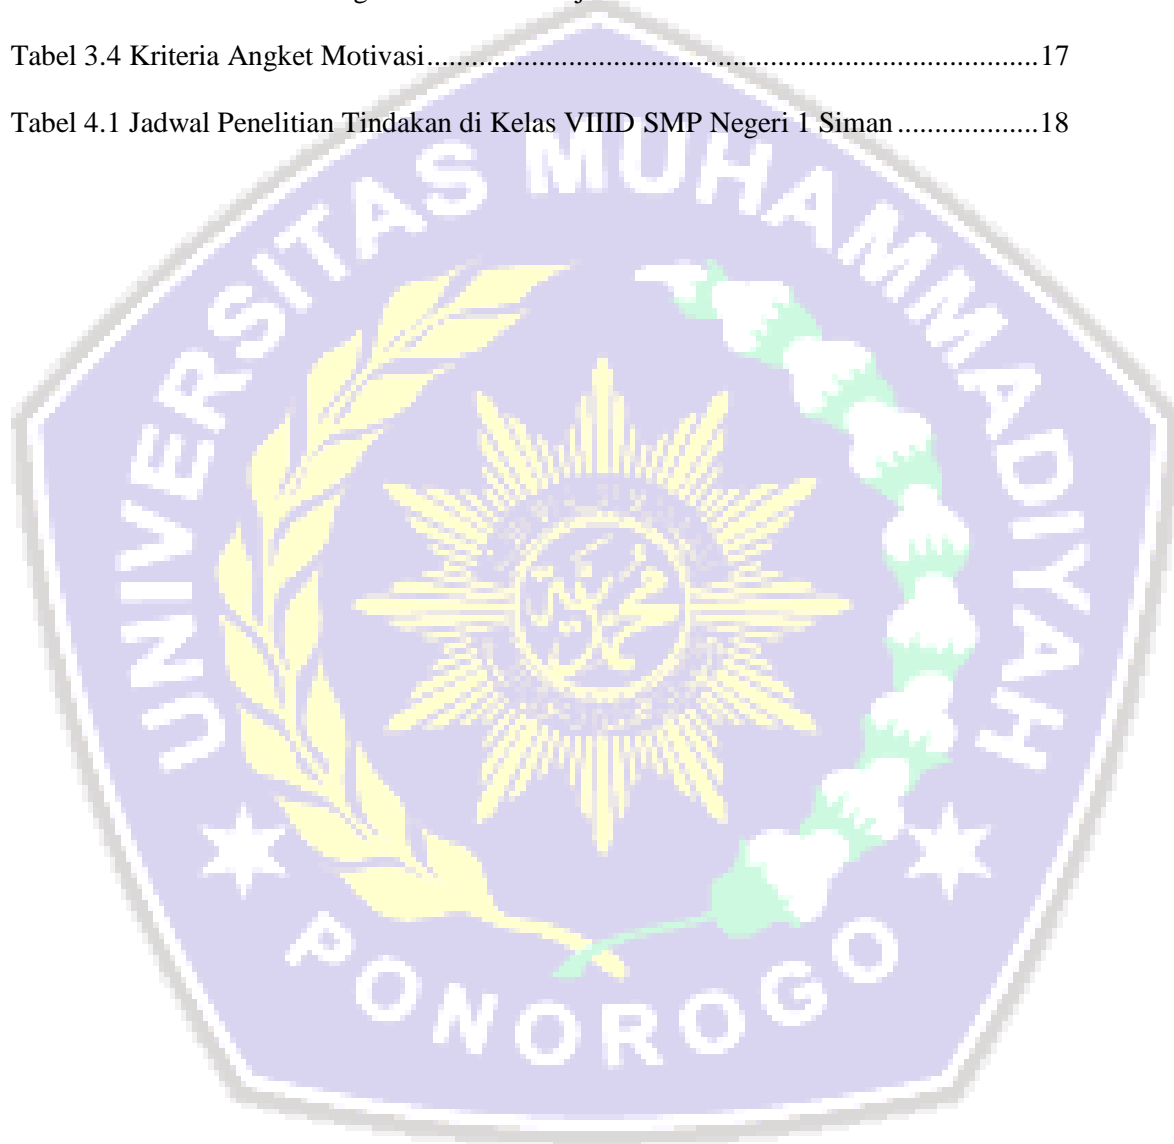 Tabel 3.4 Kriteria Angket Motivasi.....17
Tabel 4.1 Jadwal Penelitian Tindakan di Kelas VIIID SMP Negeri 1 Siman.....18
UNIVERSITAS MUHAMMADIYAH
PONOROGO